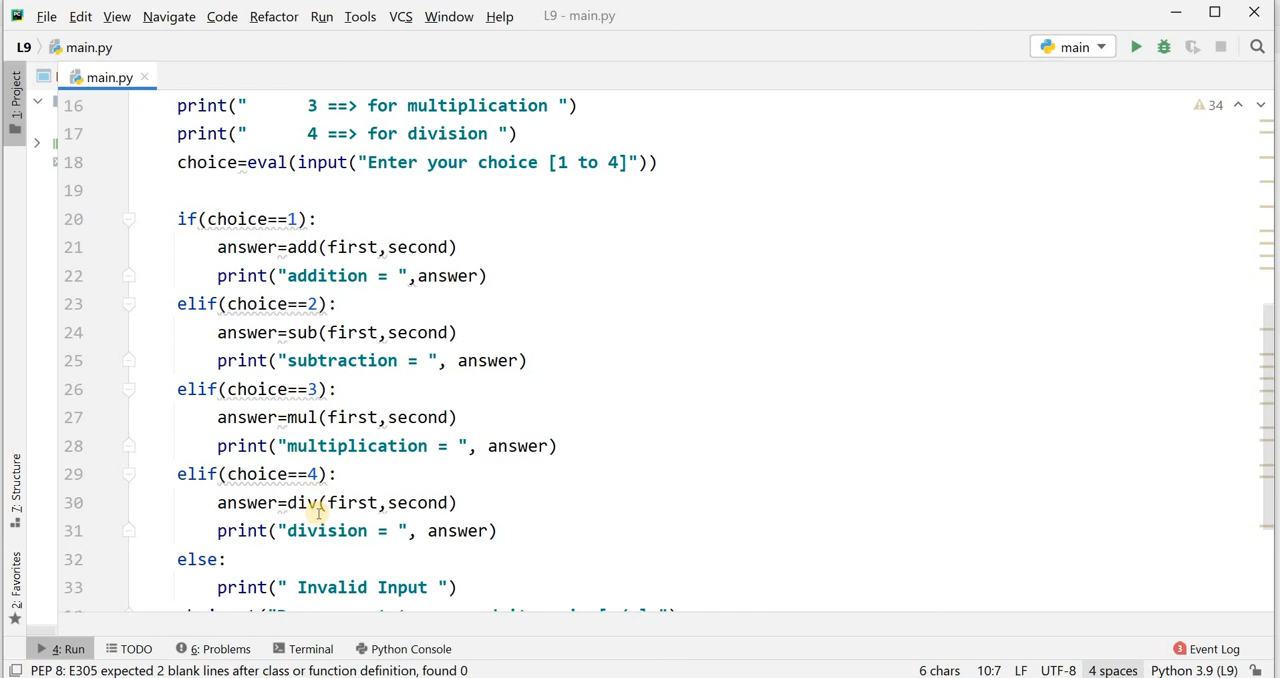 File Edit View Navigate Code Refactor Run Tools VCS Window Help L9 - main.py
L9 main.py main
1: Project main.py
16 print("      3 ==> for multiplication ") 34
17 print("      4 ==> for division ")
18 choice=eval(input("Enter your choice [1 to 4]"))
19
20 if(choice==1):
21 answer=add(first,second)
22 print("addition = ",answer)
23 elif(choice==2):
24 answer=sub(first,second)
25 print("subtraction = ", answer)
26 elif(choice==3):
27 answer=mul(first,second)
28 print("multiplication = ", answer)
29 elif(choice==4):
30 answer=div(first,second)
31 print("division = ", answer)
32 else:
33 print(" Invalid Input ")
7: Structure
2: Favorites
4: Run TODO 6: Problems Terminal Python Console 3 Event Log
PEP 8: E305 expected 2 blank lines after class or function definition, found 0 6 chars 10:7 LF UTF-8 4 spaces Python 3.9 (L9)